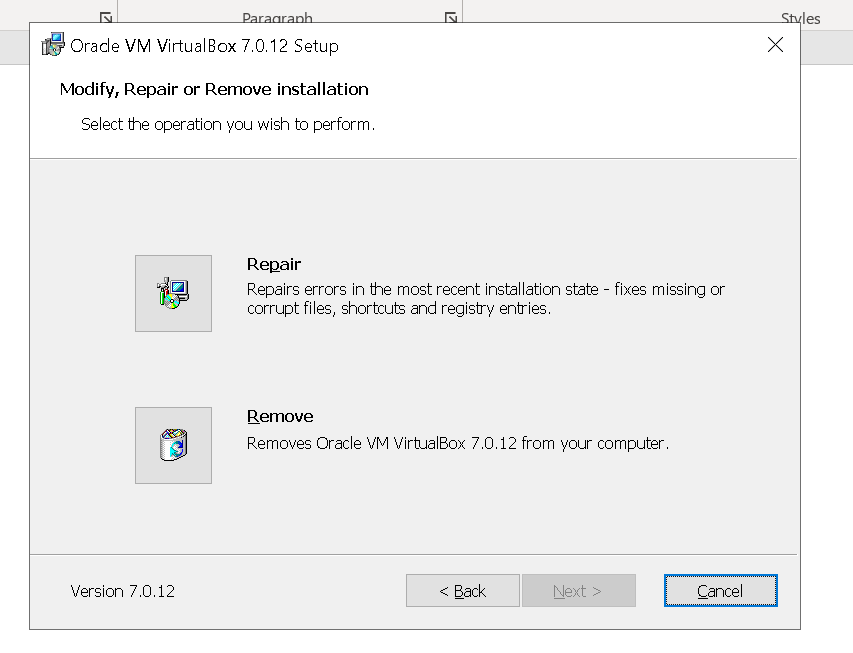 Paragraph
Styles
Oracle VM VirtualBox 7.0.12 Setup
Modify, Repair or Remove installation
Select the operation you wish to perform.
Repair
Repairs errors in the most recent installation state - fixes missing or
corrupt files, shortcuts and registry entries.
Remove
Removes Oracle VM VirtualBox 7.0.12 from your computer.
Version 7.0.12
< Back
Next >
Cancel